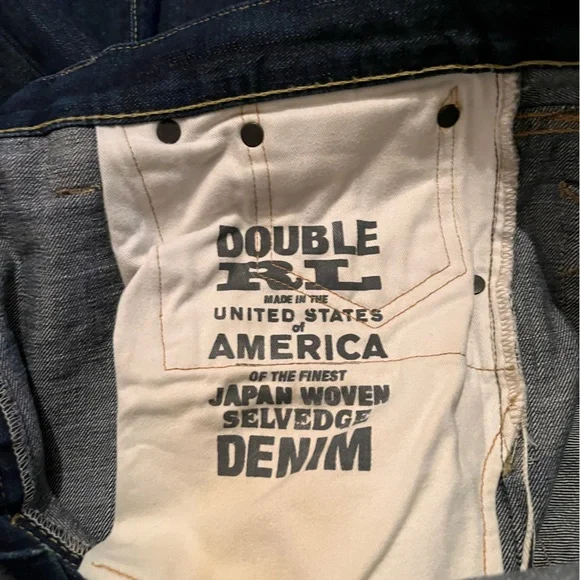 DOUBLE
RL
MADE IN THE
UNITED STATES
of
AMERICA
OF THE FINEST
JAPAN WOVEN
SELVEDGE
DENIM